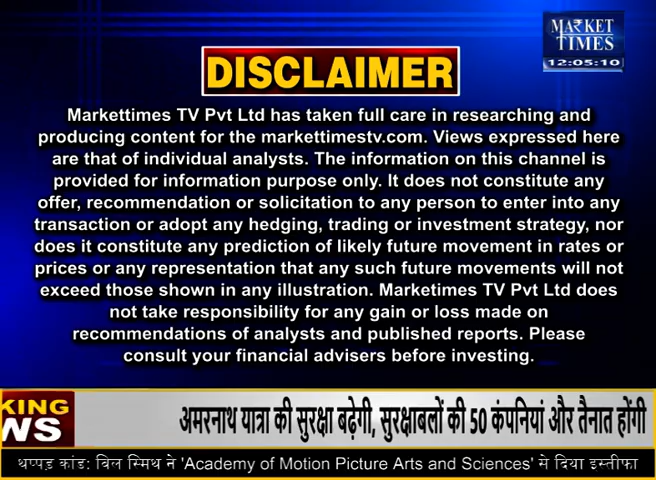 MARKET
TIMES
12:05:10
DISCLAIMER
Markettimes TV Pvt Ltd has taken full care in researching and
producing content for the markettimestv.com. Views expressed here
are that of individual analysts. The information on this channel is
provided for information purpose only. It does not constitute any
offer, recommendation or solicitation to any person to enter into any
transaction or adopt any hedging, trading or investment strategy, nor
does it constitute any prediction of likely future movement in rates or
prices or any representation that any such future movements will not
exceed those shown in any illustration. Marketimes TV Pvt Ltd does
not take responsibility for any gain or loss made on
recommendations of analysts and published reports. Please
consult your financial advisers before investing.
KING
WS
अमरनाथ यात्रा की सुरक्षा बढ़ेगी, सुरक्षाबलों की 50 कंपनियां और तैनात होंगी
थप्पड़ कांड: विल स्मिथ ने 'Academy of Motion Picture Arts and Sciences' से दिया इस्तीफा